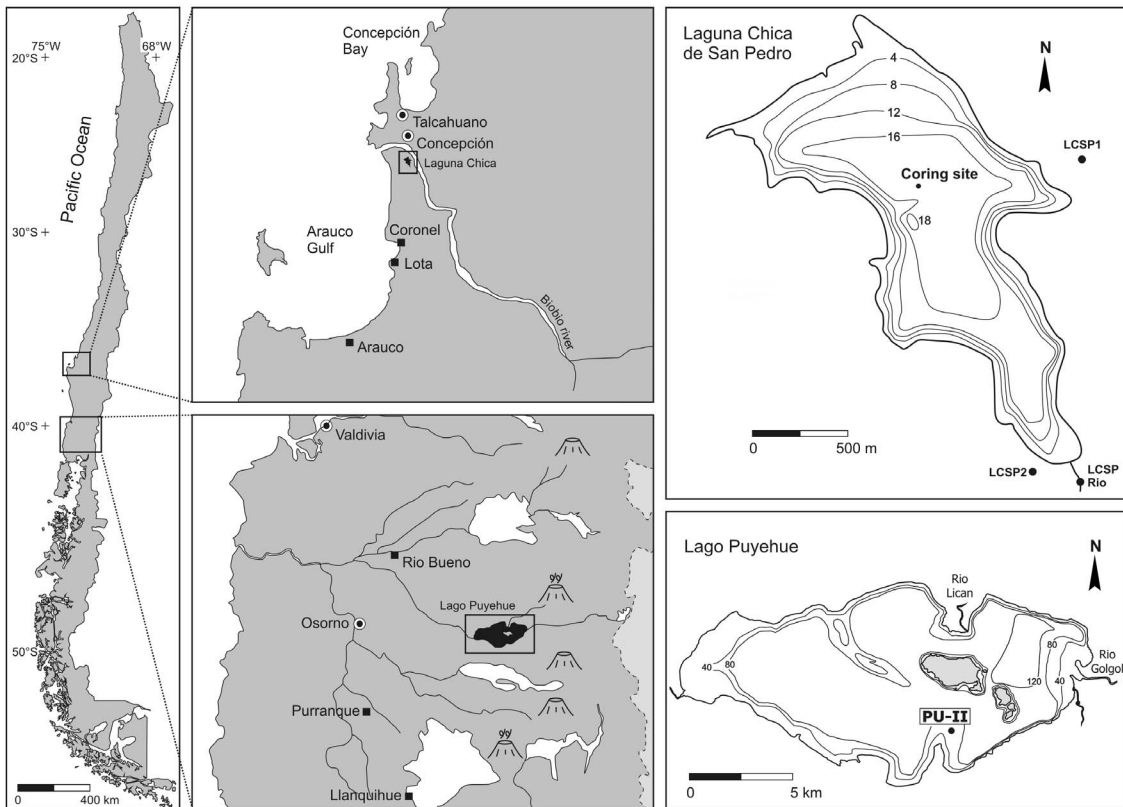 75°W
68°W
20°S
30°S
40°S
50°S
Pacific Ocean
0
400 km
Concepción
Bay
Talcahuano
Concepción
Laguna Chica
Arauco
Gulf
Coronel
Lota
Arauco
Biobio river
Valdivia
Rio Bueno
Lago Puyehue
Osorno
Purranque
Llanquihue
Laguna Chica
de San Pedro
N
4
8
12
16
LCSP1
Coring site
18
0
500 m
LCSP2
LCSP
Rio
Lago Puyehue
N
Rio
Lican
Rio
Golgol
40
80
80
120
40
PU-II
0
5 km